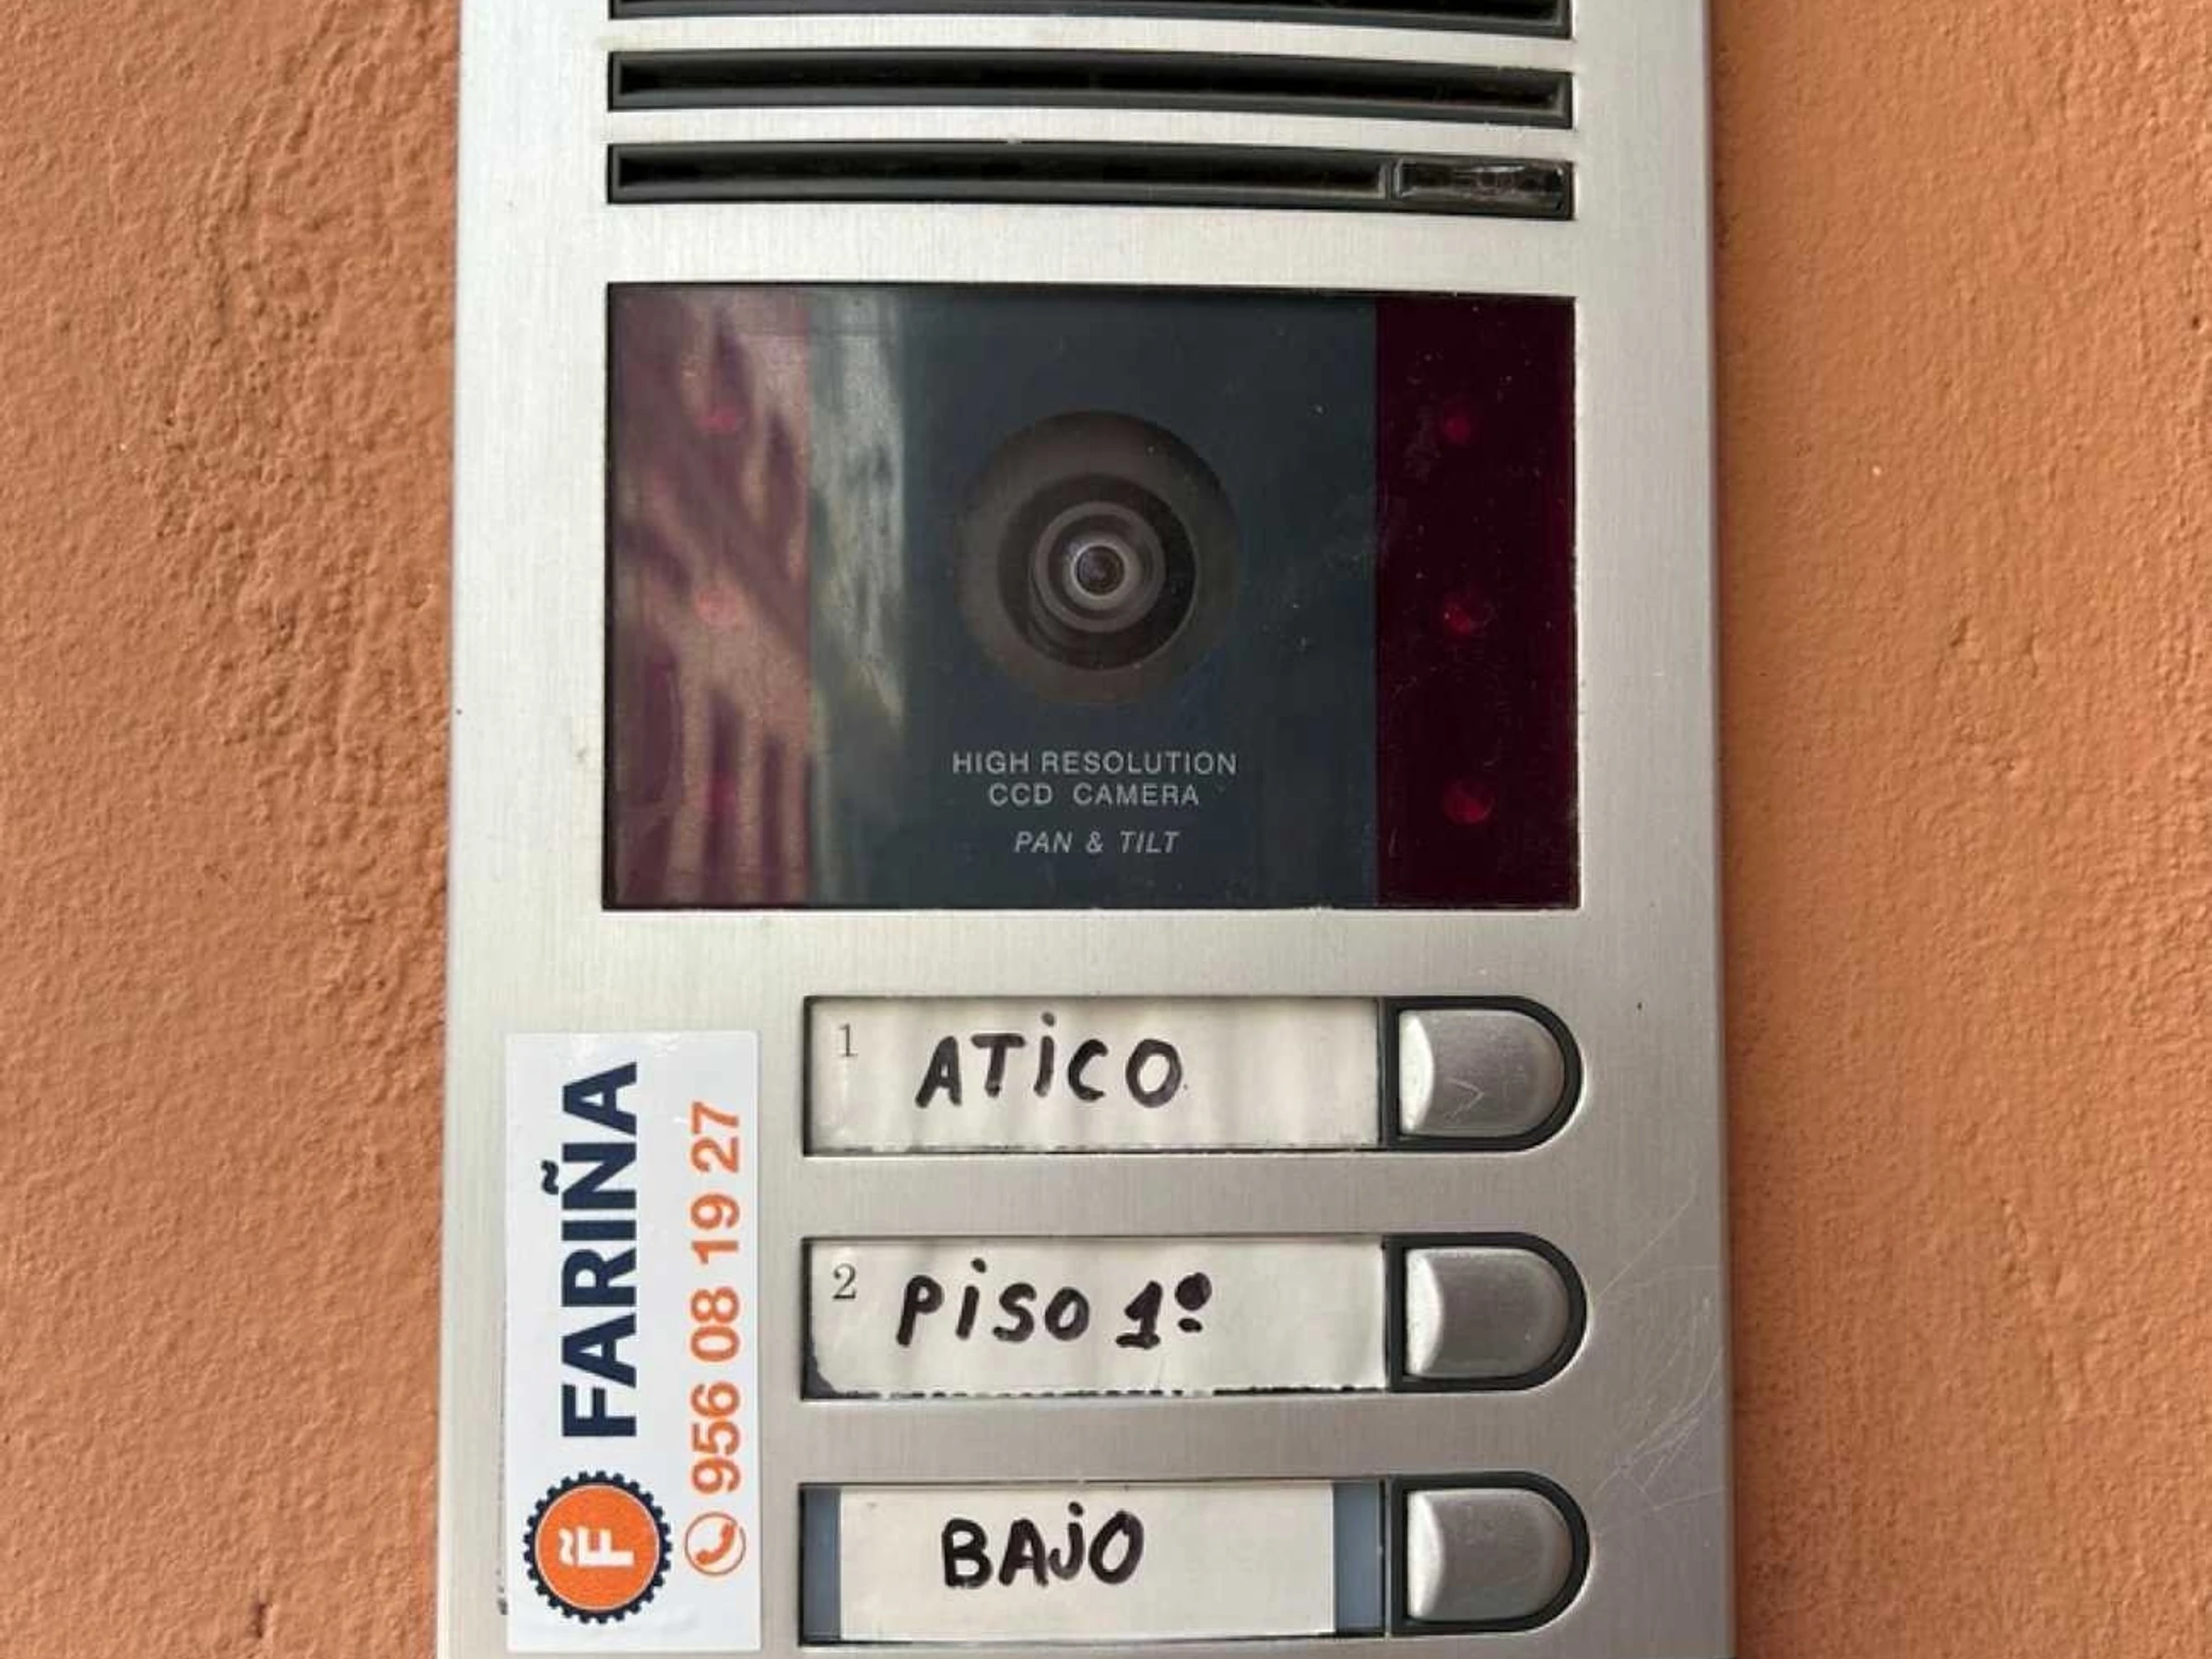 HIGH RESOLUTION
CCD CAMERA
PAN & TILT
1 ATiCO
2 PiSO 1º
BAjO
F̃ FARIÑA
956 08 19 27